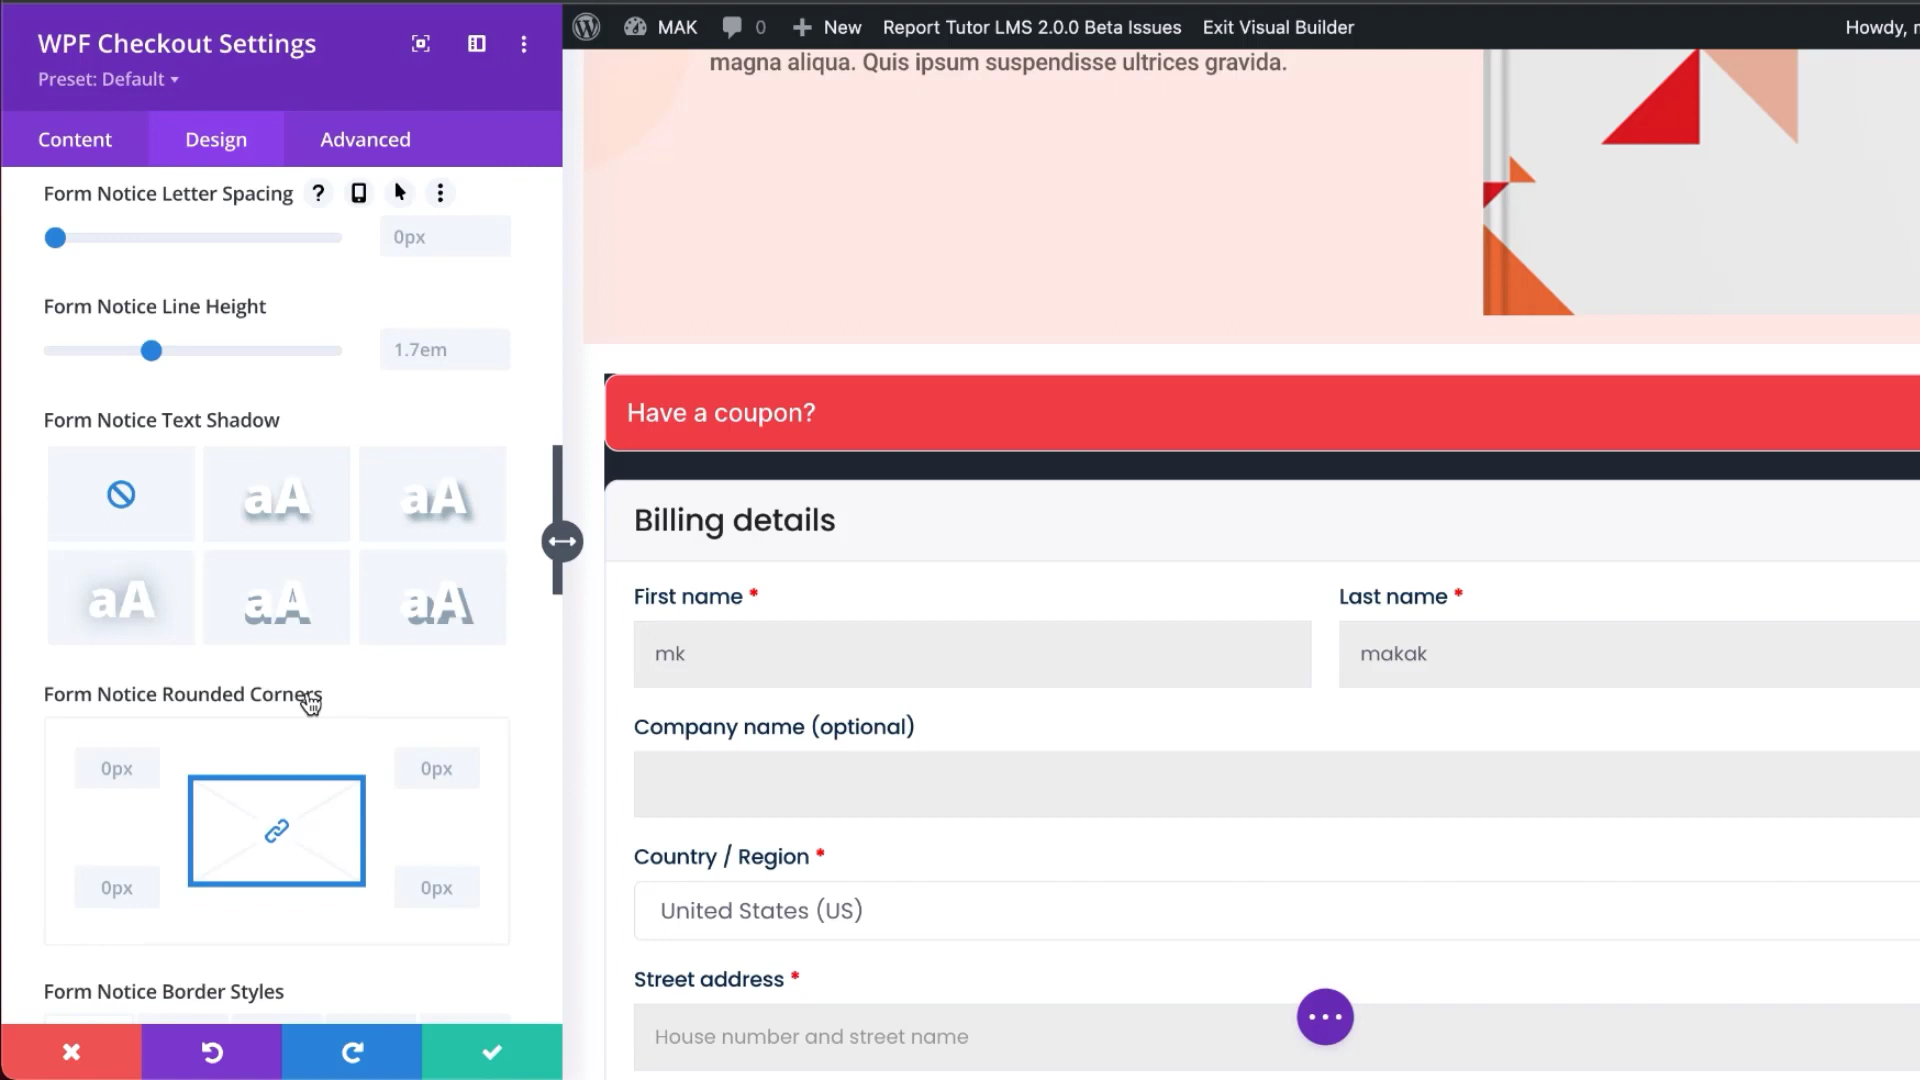 WPF Checkout Settings
Preset: Default
Content Design Advanced
Form Notice Letter Spacing ?
0px
Form Notice Line Height
1.7em
Form Notice Text Shadow
aA aA
aA aA aA
Form Notice Rounded Corners
0px 0px
0px 0px
Form Notice Border Styles
MAK 0 New Report Tutor LMS 2.0.0 Beta Issues Exit Visual Builder Howdy,
magna aliqua. Quis ipsum suspendisse ultrices gravida.
Have a coupon?
Billing details
First name * Last name *
mk makak
Company name (optional)
Country / Region *
United States (US)
Street address *
House number and street name